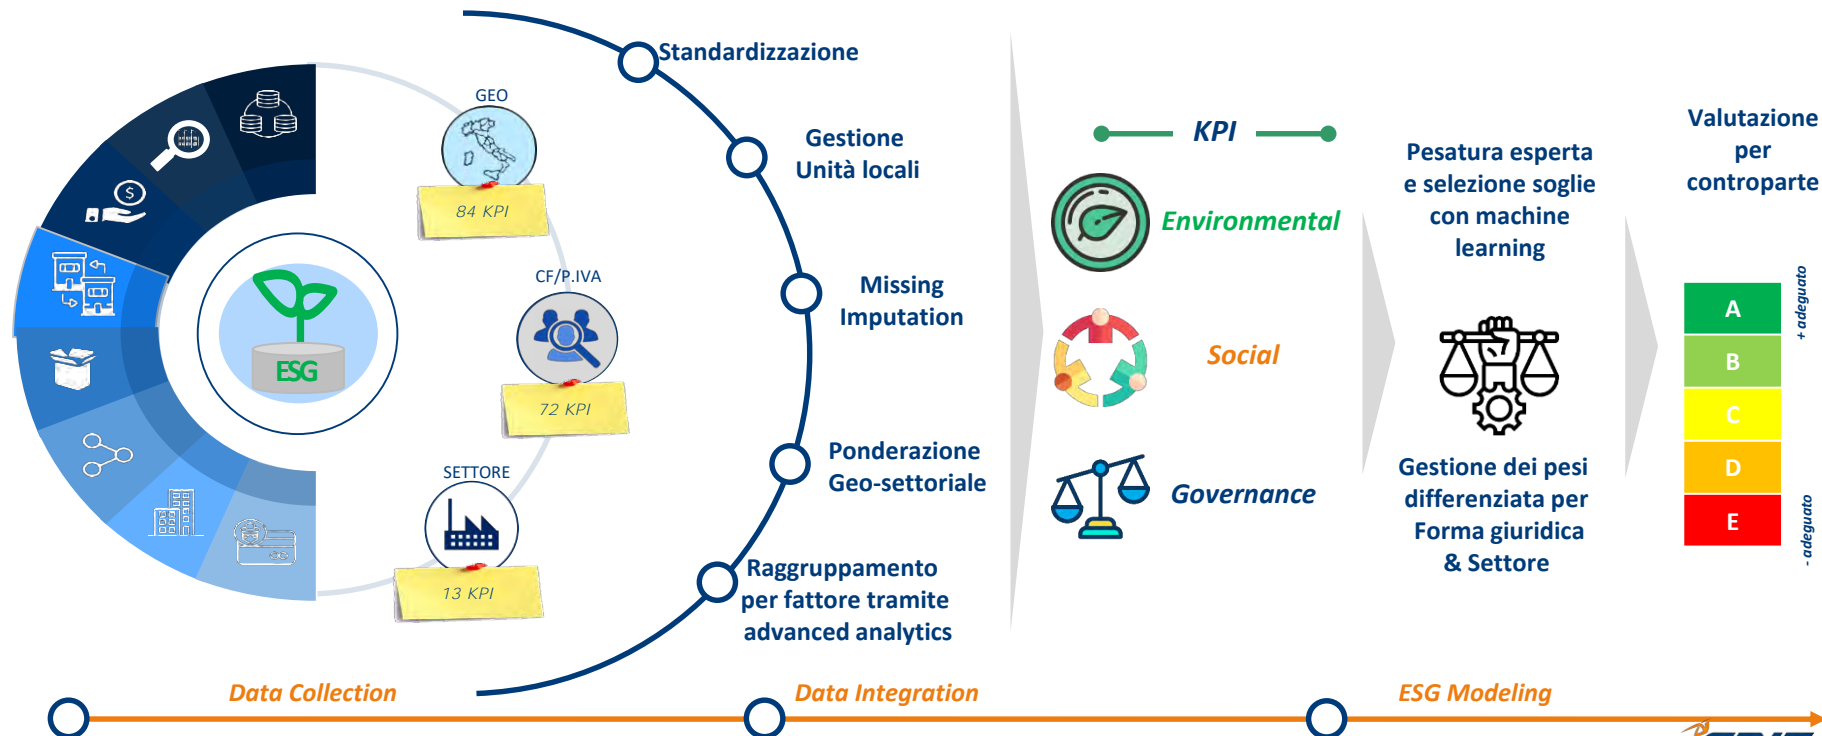 GEO
84 KPI
CF/P.IVA
72 KPI
SETTORE
13 KPI
ESG
Standardizzazione
Gestione
Unità locali
Missing
Imputation
Ponderazione
Geo-settoriale
Raggruppamento
per fattore tramite
advanced analytics
KPI
Environmental
Social
Governance
Pesatura esperta
e selezione soglie
con machine
learning
Gestione dei pesi
differenziata per
Forma giuridica
& Settore
Valutazione
per
controparte
A
B
C
D
E
+ adeguato
- adeguato
Data Collection
Data Integration
ESG Modeling